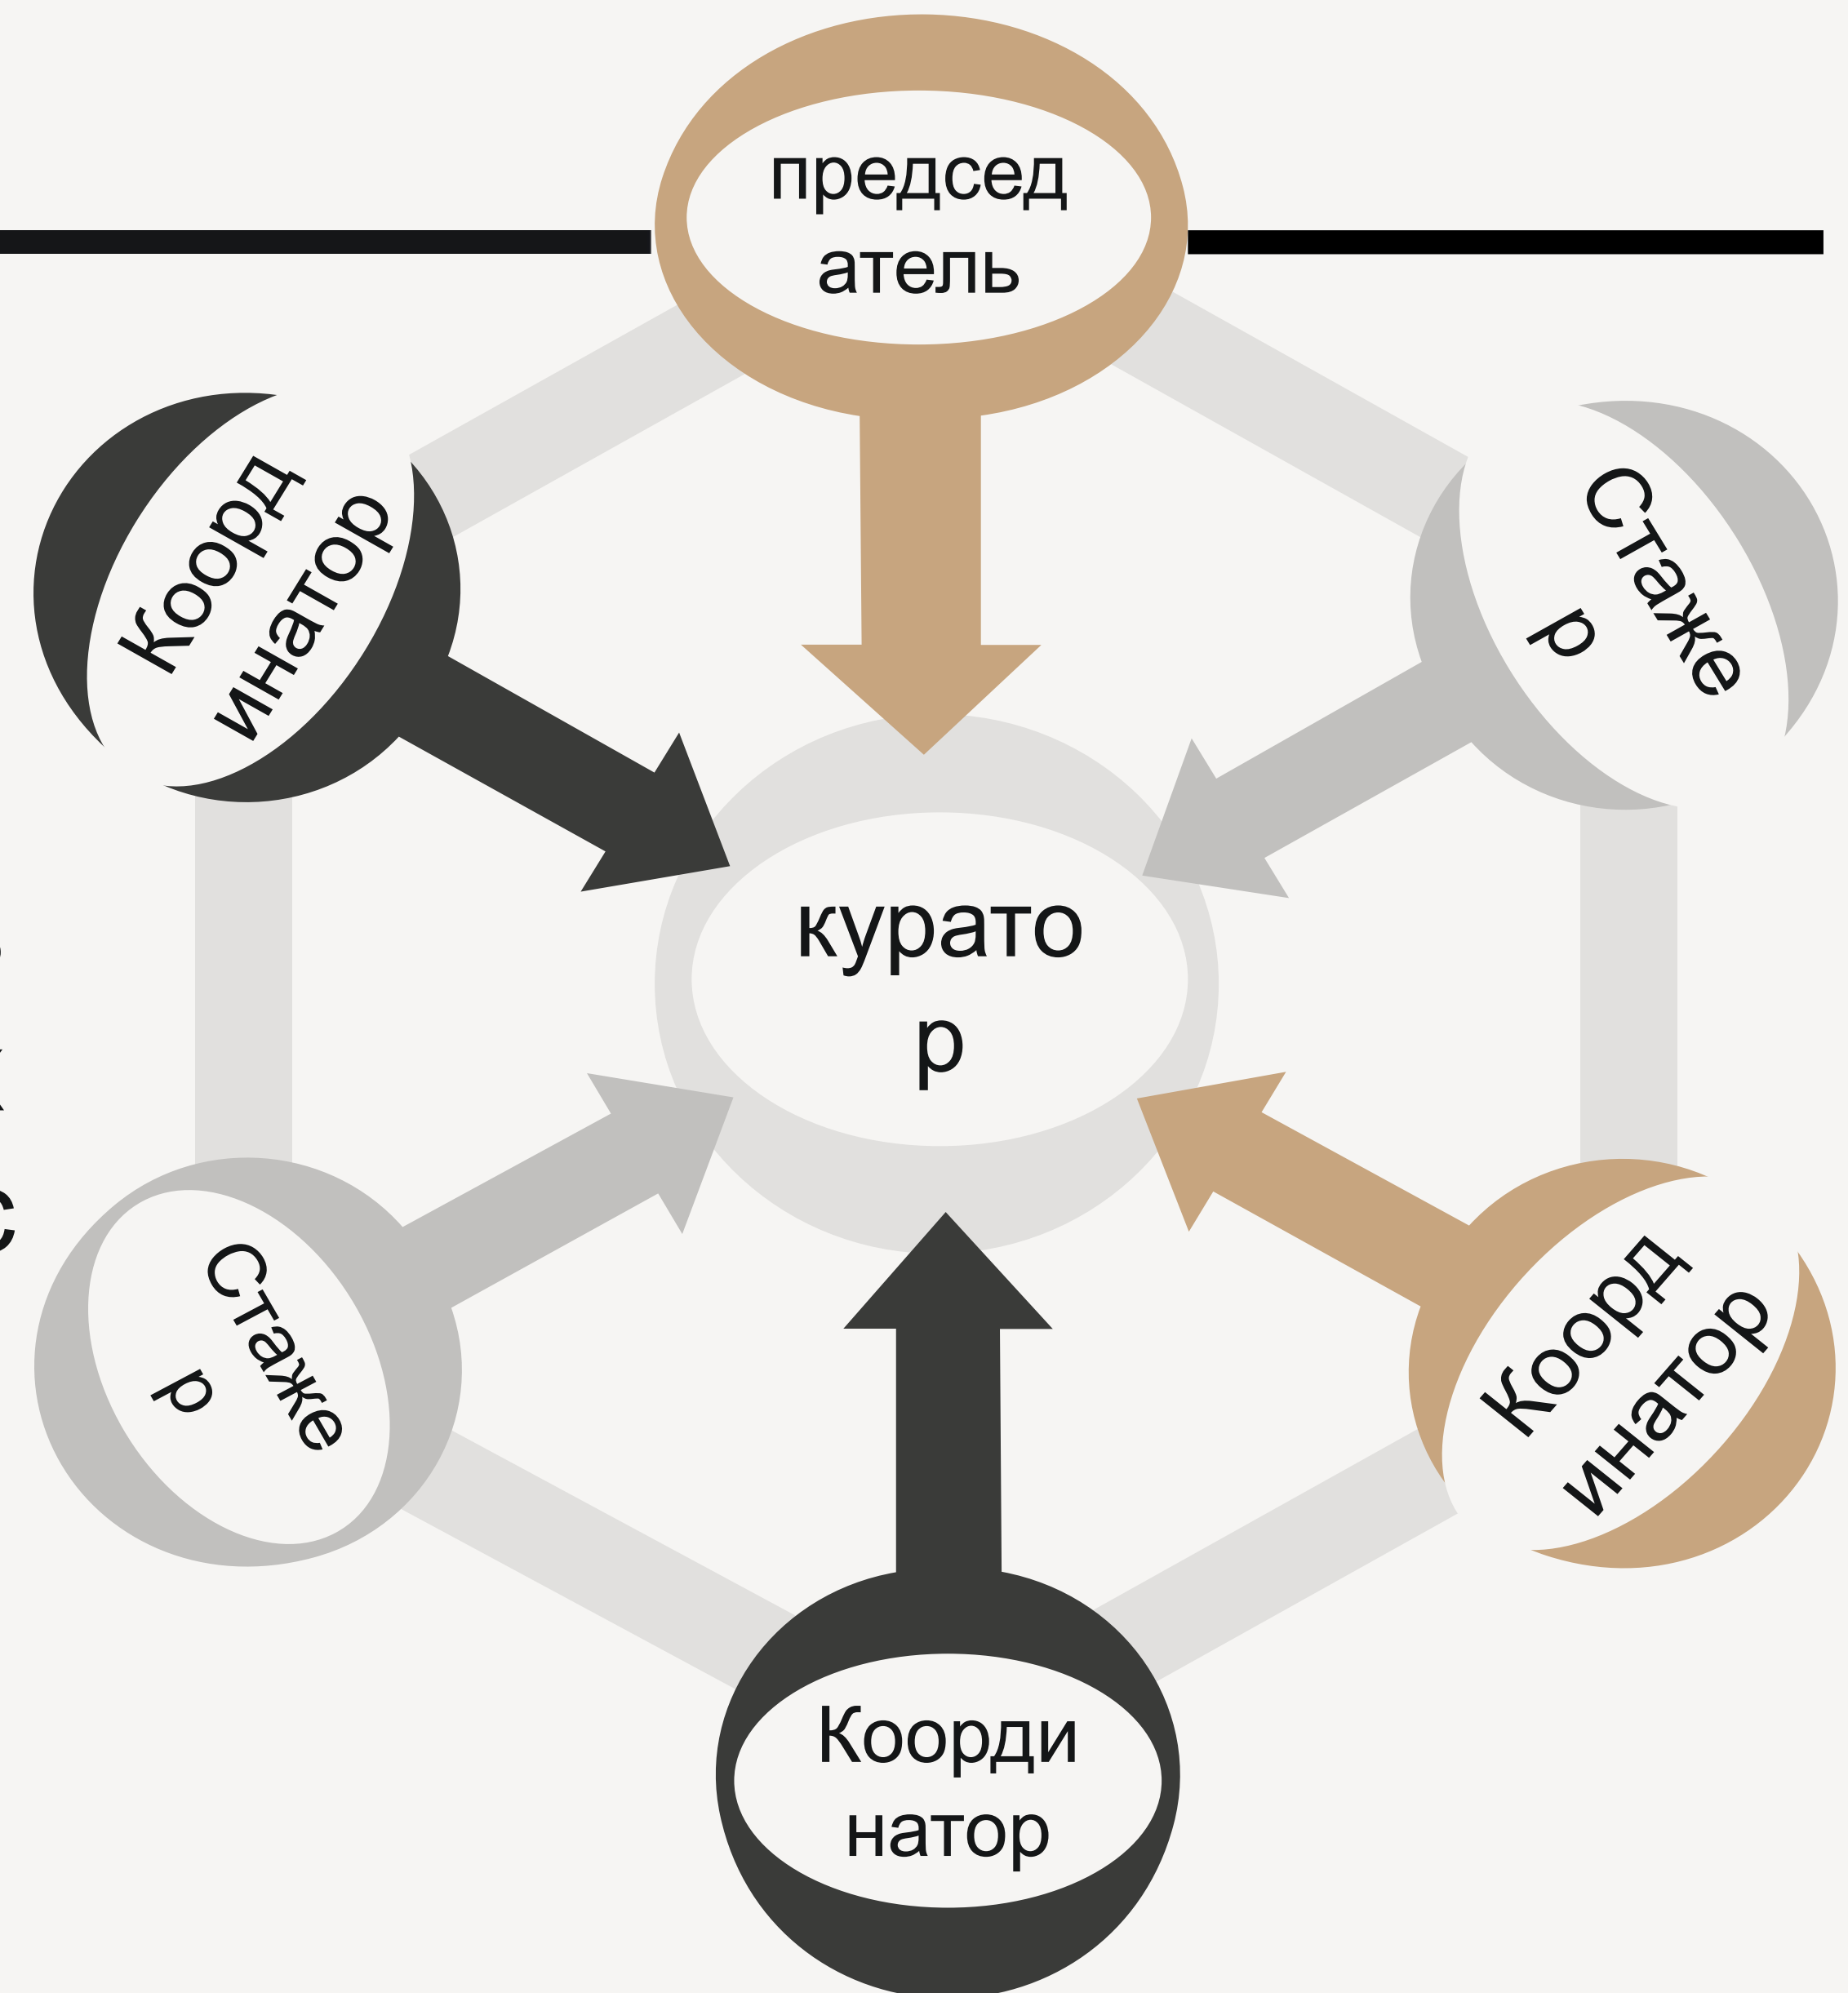 председ
атель
Коорд
инатор
Стаже
р
курато
р
Стаже
р
Коорд
инатор
Коорди
натор